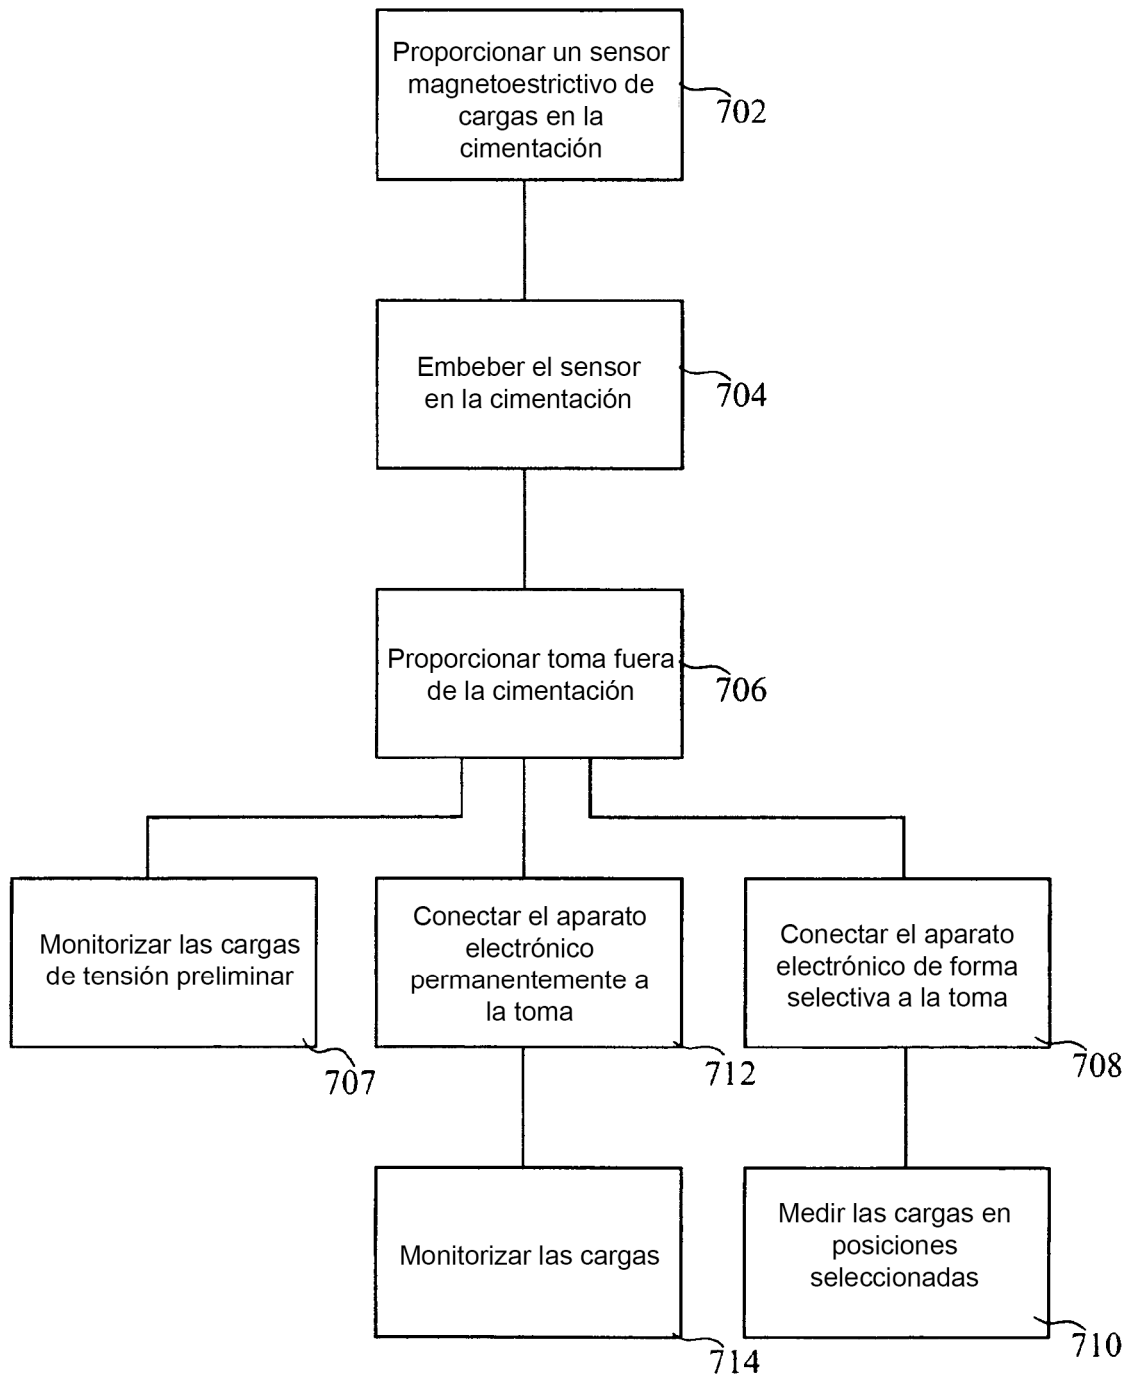 Proporcionar un sensor
magnetoestrictivo de
cargas en la
cimentación
702
Embeber el sensor
en la cimentación
704
Proporcionar toma fuera
de la cimentación
706
Monitorizar las cargas
de tensión preliminar
707
Conectar el aparato
electrónico
permanentemente a
la toma
712
Conectar el aparato
electrónico de forma
selectiva a la toma
708
Monitorizar las cargas
714
Medir las cargas en
posiciones
seleccionadas
710